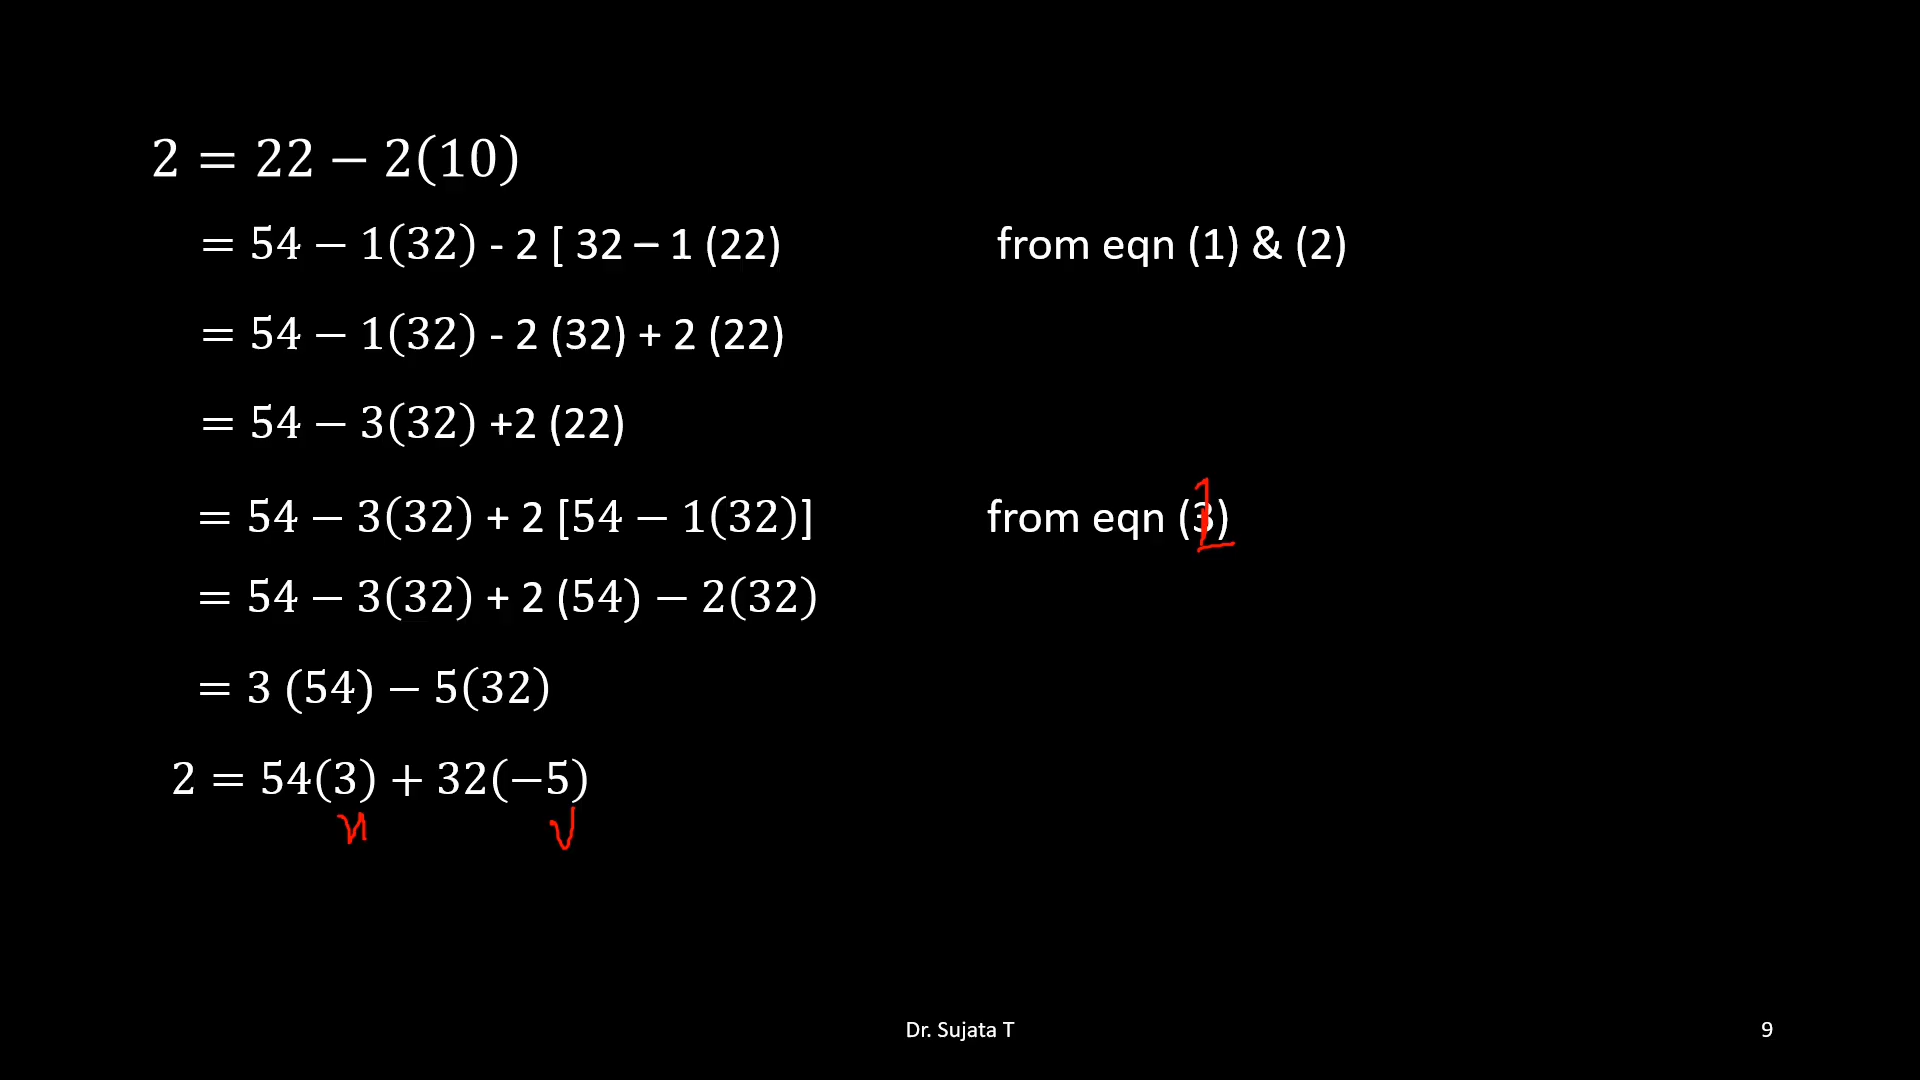 2 = 22 − 2(10)
= 54 − 1(32) - 2 [ 32 – 1 (22) from eqn (1) & (2)
= 54 − 1(32) - 2 (32) + 2 (22)
= 54 − 3(32) +2 (22)
= 54 − 3(32) + 2 [54 − 1(32)] from eqn (3) 1
= 54 − 3(32) + 2 (54) − 2(32)
= 3 (54) − 5(32)
2 = 54(3) + 32(−5)
Dr. Sujata T 9